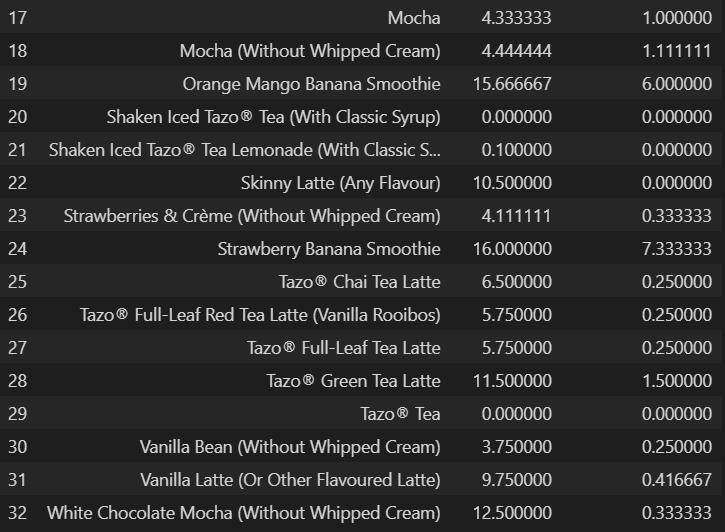 17 Mocha 4.333333 1.000000
18 Mocha (Without Whipped Cream) 4.444444 1.111111
19 Orange Mango Banana Smoothie 15.666667 6.000000
20 Shaken Iced Tazo® Tea (With Classic Syrup) 0.000000 0.000000
21 Shaken Iced Tazo® Tea Lemonade (With Classic S... 0.100000 0.000000
22 Skinny Latte (Any Flavour) 10.500000 0.000000
23 Strawberries & Crème (Without Whipped Cream) 4.111111 0.333333
24 Strawberry Banana Smoothie 16.000000 7.333333
25 Tazo® Chai Tea Latte 6.500000 0.250000
26 Tazo® Full-Leaf Red Tea Latte (Vanilla Rooibos) 5.750000 0.250000
27 Tazo® Full-Leaf Tea Latte 5.750000 0.250000
28 Tazo® Green Tea Latte 11.500000 1.500000
29 Tazo® Tea 0.000000 0.000000
30 Vanilla Bean (Without Whipped Cream) 3.750000 0.250000
31 Vanilla Latte (Or Other Flavoured Latte) 9.750000 0.416667
32 White Chocolate Mocha (Without Whipped Cream) 12.500000 0.333333